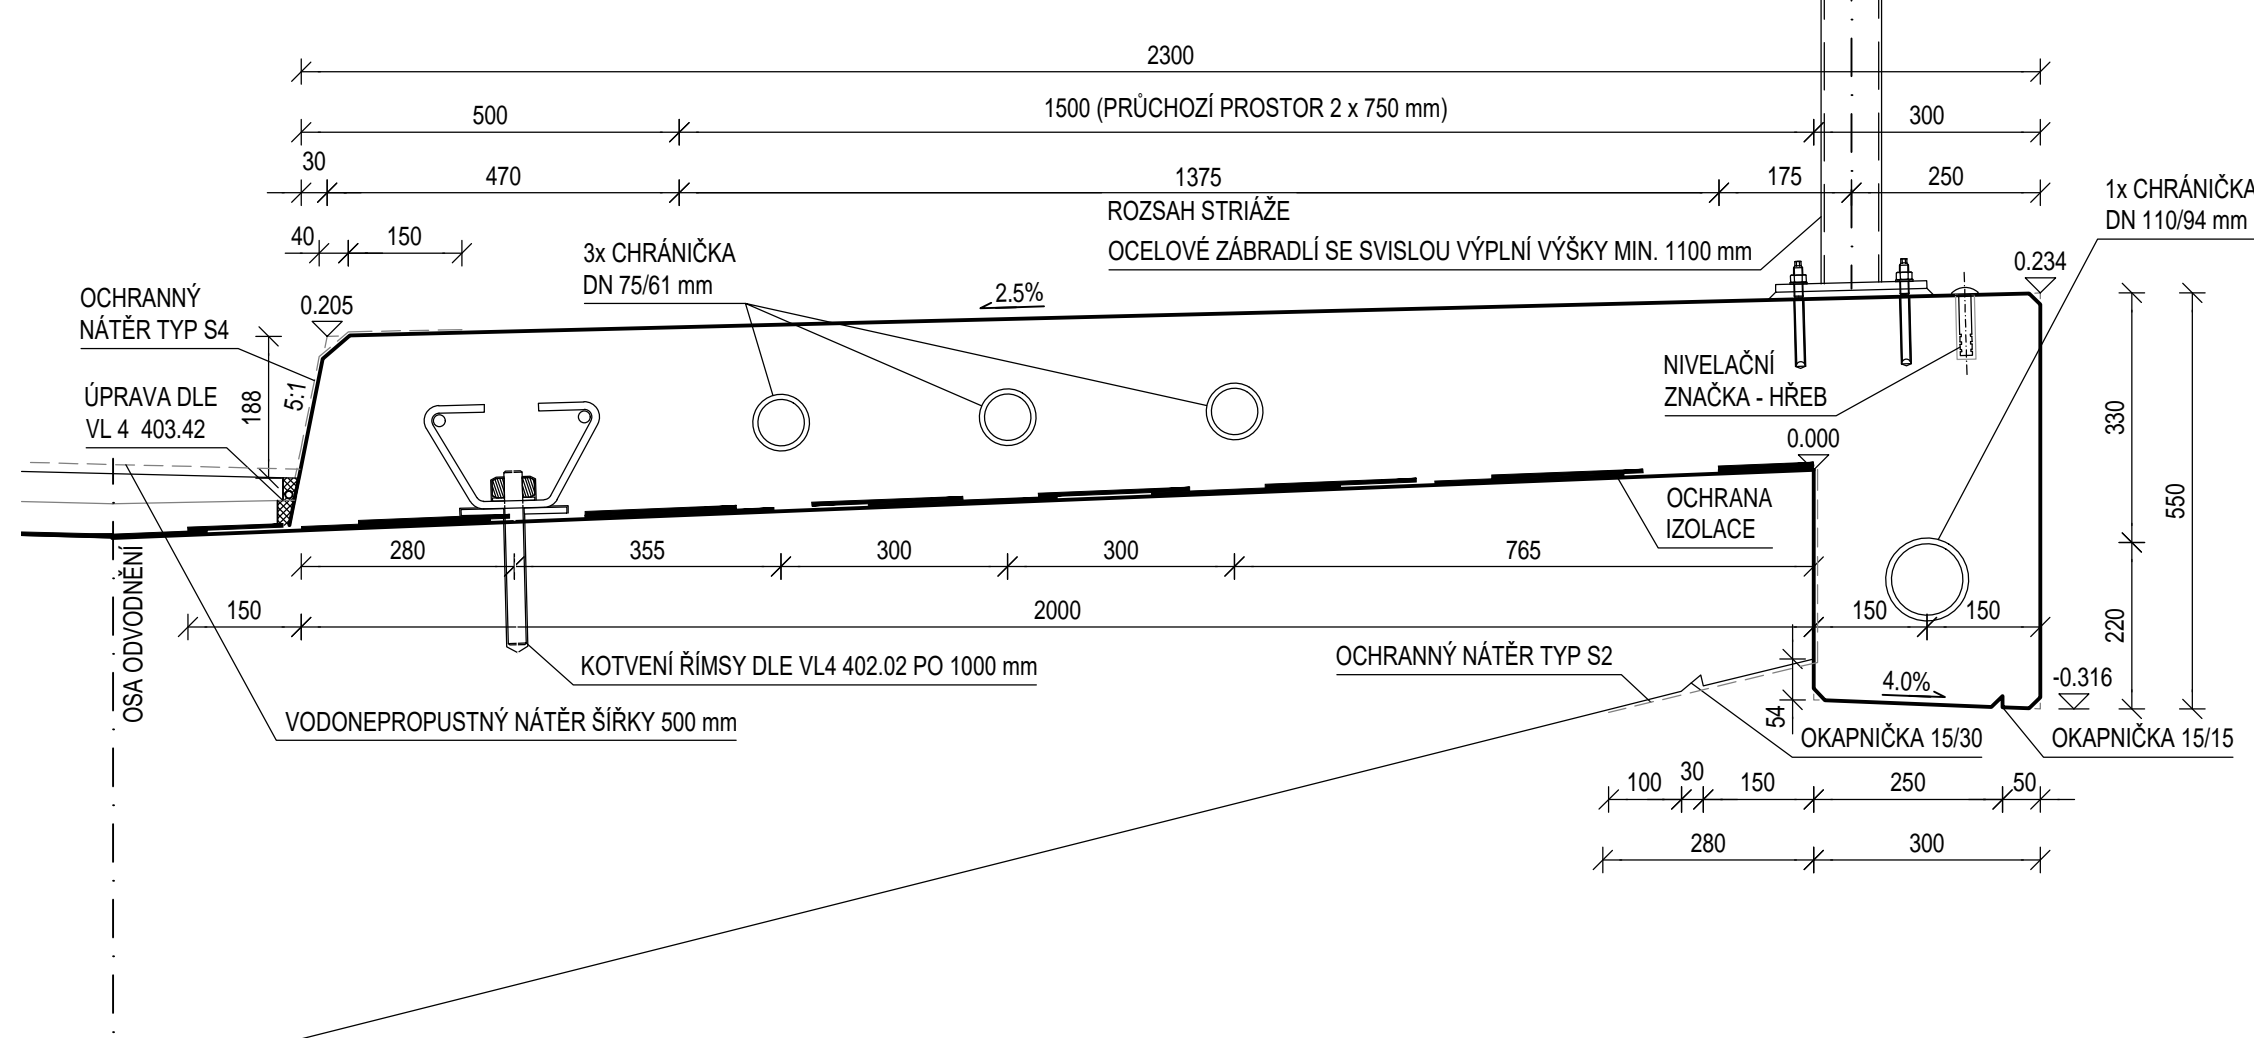 2300
500
1500 (PRŮCHOZÍ PROSTOR 2 x 750 mm)
300
30
470
1375
175
250
ROZSAH STRIÁŽE
OCELOVÉ ZÁBRADLÍ SE SVISLOU VÝPLNÍ VÝŠKY MIN. 1100 mm
1x CHRÁNIČKA
DN 110/94 mm
40
150
3x CHRÁNIČKA
DN 75/61 mm
0.234
OCHRANNÝ
NÁTĚR TYP S4
0.205
2.5%
ÚPRAVA DLE
VL 4 403.42
188
5:1
NIVELAČNÍ
ZNAČKA - HŘEB
330
0.000
550
OCHRANA
IZOLACE
280
355
300
300
765
OSA ODVODNĚNÍ
150
2000
150
150
220
KOTVENÍ ŘÍMSY DLE VL4 402.02 PO 1000 mm
OCHRANNÝ NÁTĚR TYP S2
4.0%
-0.316
54
VODONEPROPUSTNÝ NÁTĚR ŠÍŘKY 500 mm
OKAPNIČKA 15/30
OKAPNIČKA 15/15
100
30
150
250
50
280
300